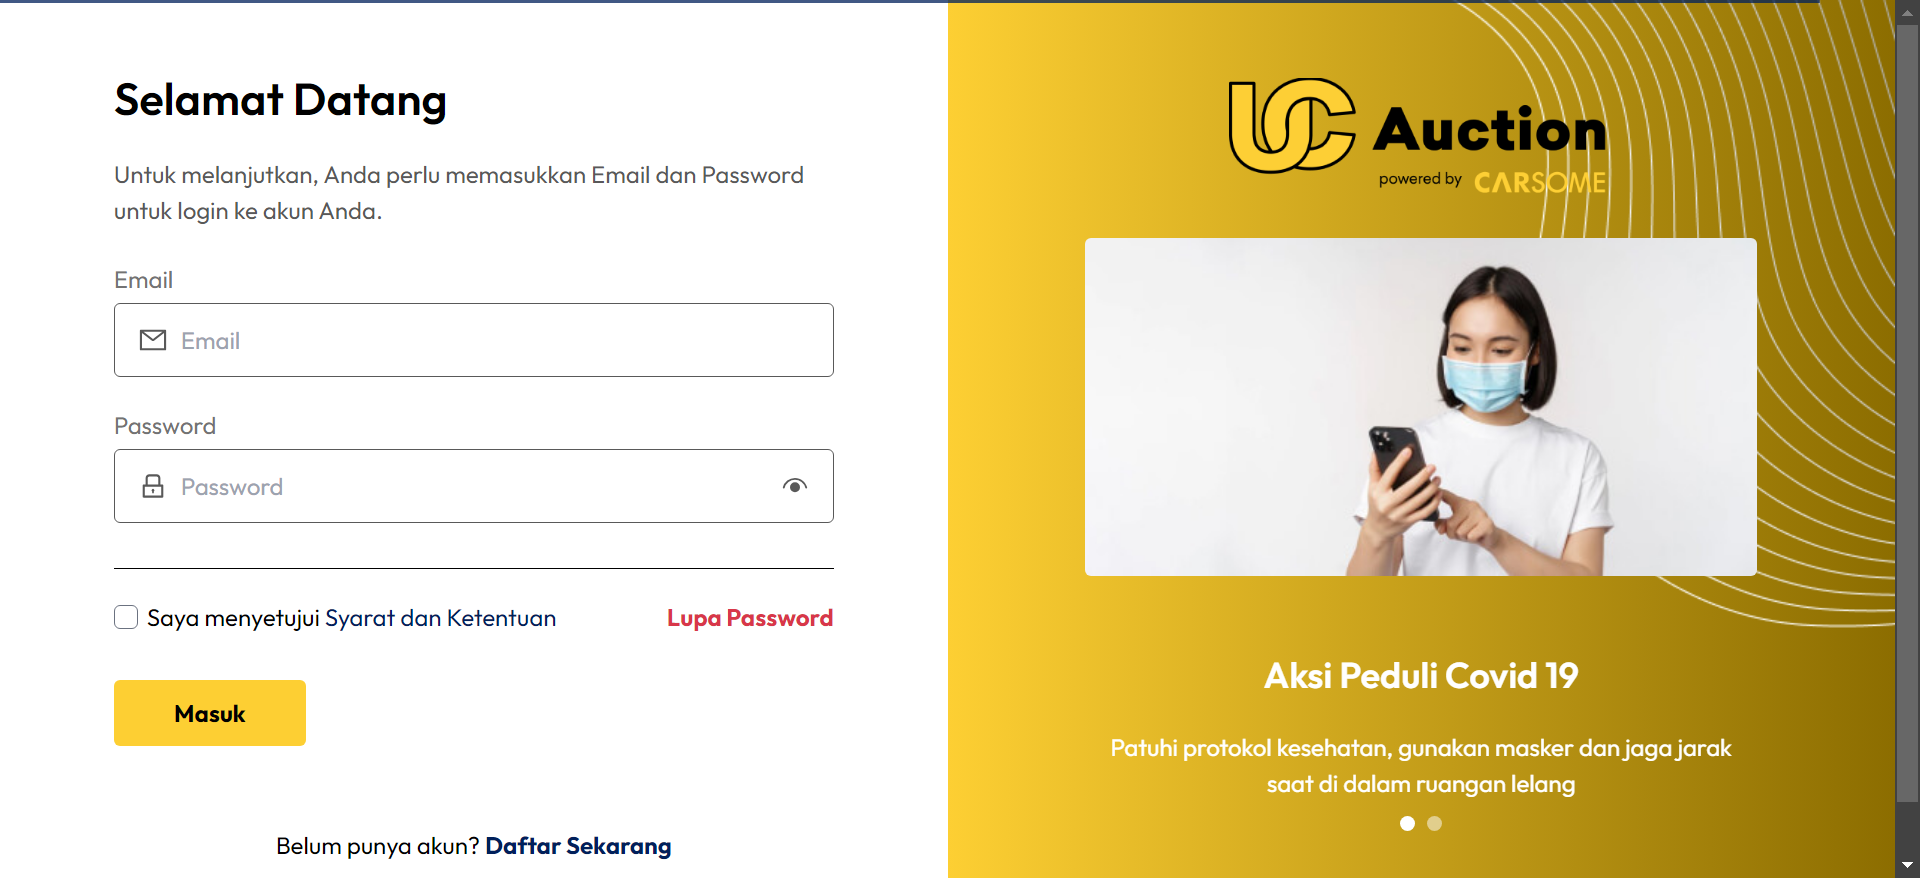 Selamat Datang
Untuk melanjutkan, Anda perlu memasukkan Email dan Password
untuk login ke akun Anda.
Email
Email
Password
Password
Saya menyetujui Syarat dan Ketentuan
Lupa Password
Masuk
Belum punya akun? Daftar Sekarang
UC Auction
powered by CARSOME
Aksi Peduli Covid 19
Patuhi protokol kesehatan, gunakan masker dan jaga jarak
saat di dalam ruangan lelang